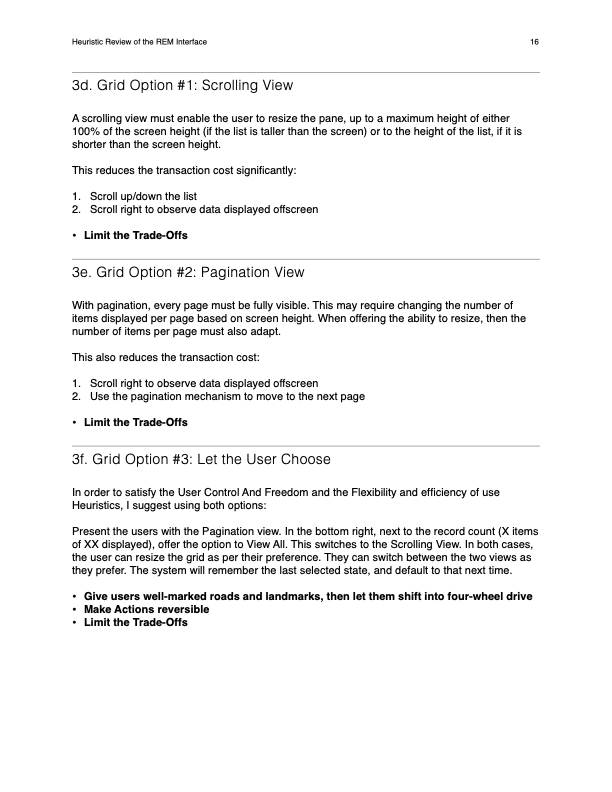 Heuristic Review of the REM Interface 16
3d. Grid Option #1: Scrolling View
A scrolling view must enable the user to resize the pane, up to a maximum height of either
100% of the screen height (if the list is taller than the screen) or to the height of the list, if it is
shorter than the screen height.
This reduces the transaction cost significantly:
1. Scroll up/down the list
2. Scroll right to observe data displayed offscreen
• Limit the Trade-Offs
3e. Grid Option #2: Pagination View
With pagination, every page must be fully visible. This may require changing the number of
items displayed per page based on screen height. When offering the ability to resize, then the
number of items per page must also adapt.
This also reduces the transaction cost:
1. Scroll right to observe data displayed offscreen
2. Use the pagination mechanism to move to the next page
• Limit the Trade-Offs
3f. Grid Option #3: Let the User Choose
In order to satisfy the User Control And Freedom and the Flexibility and efficiency of use
Heuristics, I suggest using both options:
Present the users with the Pagination view. In the bottom right, next to the record count (X items
of XX displayed), offer the option to View All. This switches to the Scrolling View. In both cases,
the user can resize the grid as per their preference. They can switch between the two views as
they prefer. The system will remember the last selected state, and default to that next time.
• Give users well-marked roads and landmarks, then let them shift into four-wheel drive
• Make Actions reversible
• Limit the Trade-Offs